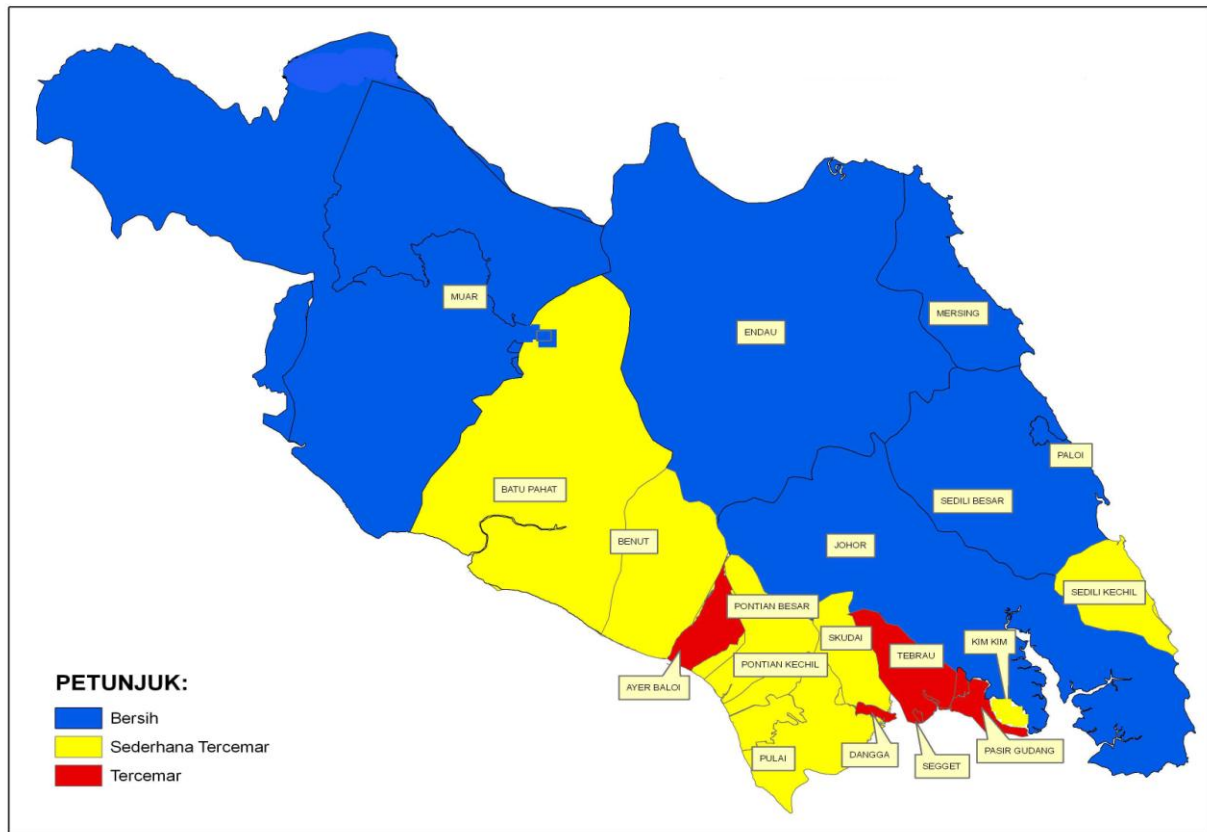 MUAR
ENDAU
MERSING
PALOI
BATU PAHAT
SEDILI BESAR
BENUT
JOHOR
SEDILI KECHIL
PONTIAN BESAR
SKUDAI
KIM KIM
TEBRAU
PONTIAN KECHIL
AYER BALOI
PASIR GUDANG
DANGGA
PULAI
SEGGET
PETUNJUK:
Bersih
Sederhana Tercemar
Tercemar